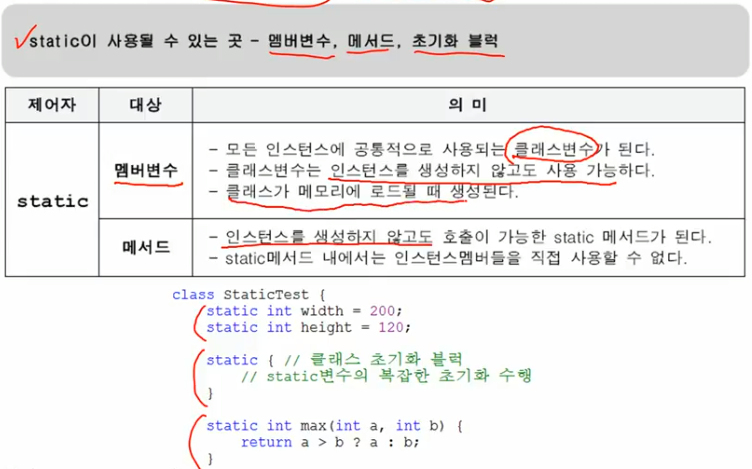 static이 사용될 수 있는 곳 - 멤버변수, 메서드, 초기화 블럭
제어자 대상 의 미
static
멤버변수
- 모든 인스턴스에 공통적으로 사용되는 클래스변수가 된다.
- 클래스변수는 인스턴스를 생성하지 않고도 사용 가능하다.
- 클래스가 메모리에 로드될 때 생성된다.
메서드
- 인스턴스를 생성하지 않고도 호출이 가능한 static 메서드가 된다.
- static메서드 내에서는 인스턴스멤버들을 직접 사용할 수 없다.
class StaticTest {
static int width = 200;
static int height = 120;
static { // 클래스 초기화 블럭
// static변수의 복잡한 초기화 수행
}
static int max(int a, int b) {
return a > b ? a : b;
}